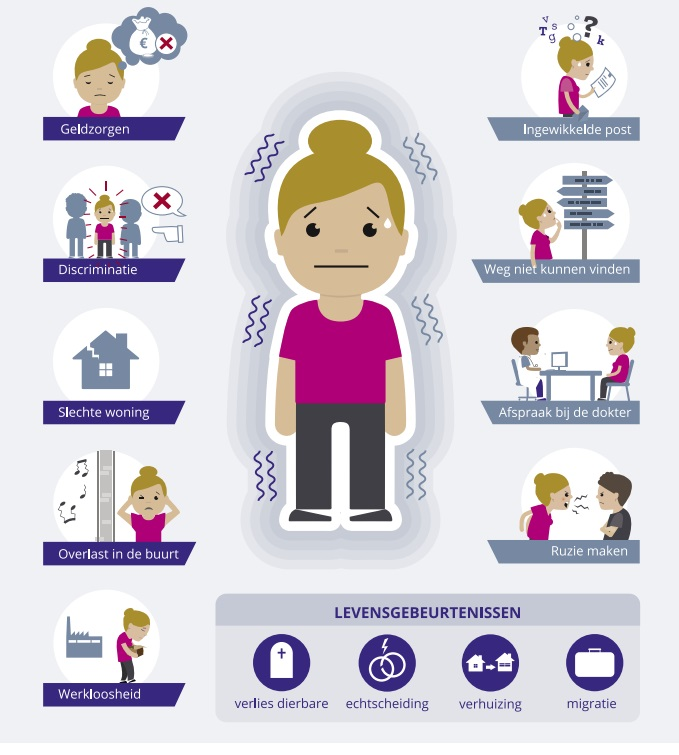 €
V
s
T
g
?
k
Geldzorgen
Ingewikkelde post
Discriminatie
Weg niet kunnen vinden
Slechte woning
Afspraak bij de dokter
Overlast in de buurt
Ruzie maken
Werkloosheid
LEVENSGEBEURTENISSEN
verlies dierbare
echtscheiding
verhuizing
migratie